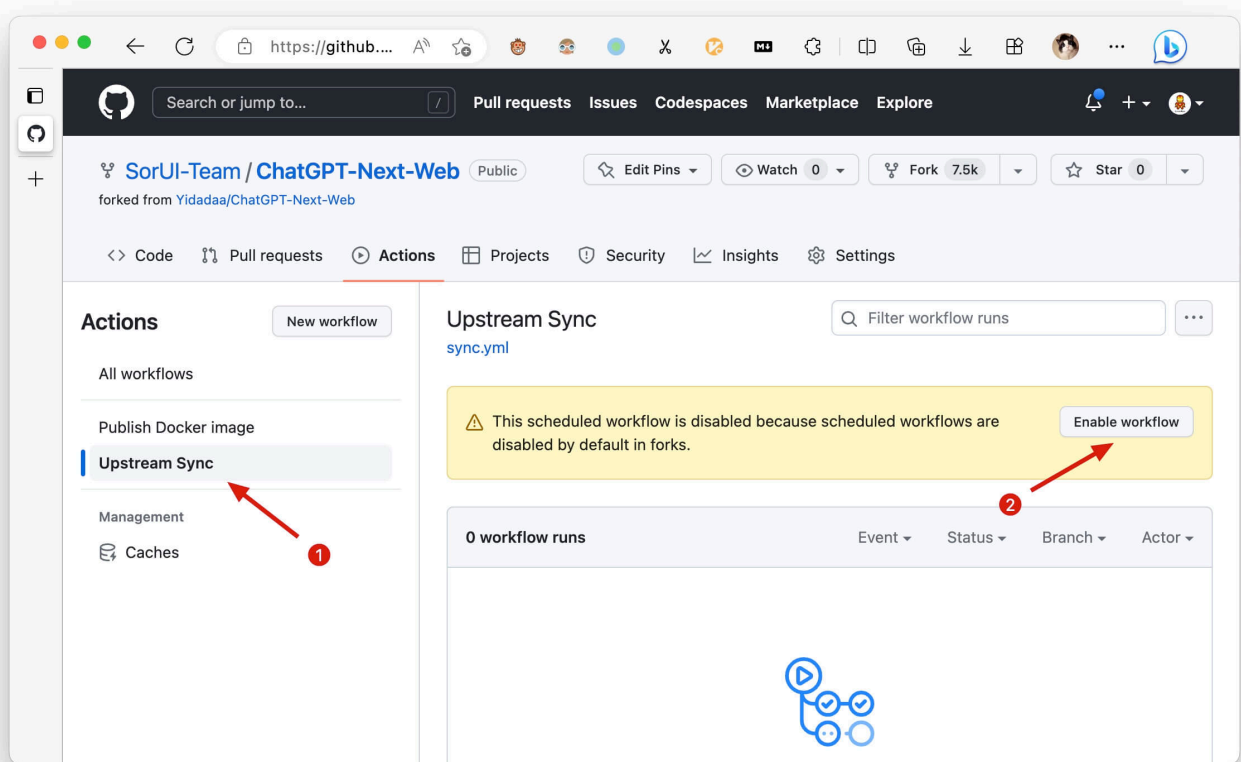 https://github....
Search or jump to...
/
Pull requests Issues Codespaces Marketplace Explore
SorUI-Team / ChatGPT-Next-Web Public
Edit Pins Watch 0 Fork 7.5k Star 0
forked from Yidadaa/ChatGPT-Next-Web
Code Pull requests Actions Projects Security Insights Settings
Actions
New workflow
All workflows
Publish Docker image
Upstream Sync
Management
Caches
Upstream Sync
sync.yml
Filter workflow runs
This scheduled workflow is disabled because scheduled workflows are
disabled by default in forks.
Enable workflow
1
2
0 workflow runs
Event Status Branch Actor